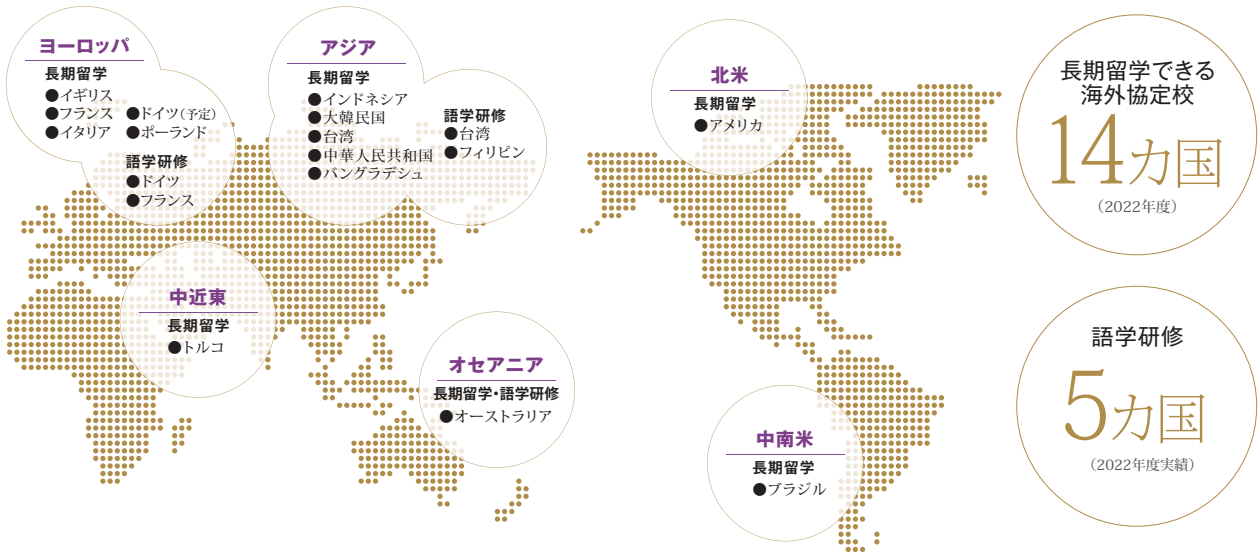 ヨーロッパ
長期留学
●イギリス
●フランス ●ドイツ(予定)
●イタリア ●ポーランド
語学研修
●ドイツ
●フランス
アジア
長期留学
●インドネシア
●大韓民国
●台湾
●中華人民共和国
●バングラデシュ
語学研修
●台湾
●フィリピン
中近東
長期留学
●トルコ
オセアニア
長期留学・語学研修
●オーストラリア
北米
長期留学
●アメリカ
中南米
長期留学
●ブラジル
長期留学できる
海外協定校
14カ国
(2022年度)
語学研修
5カ国
(2022年度実績)